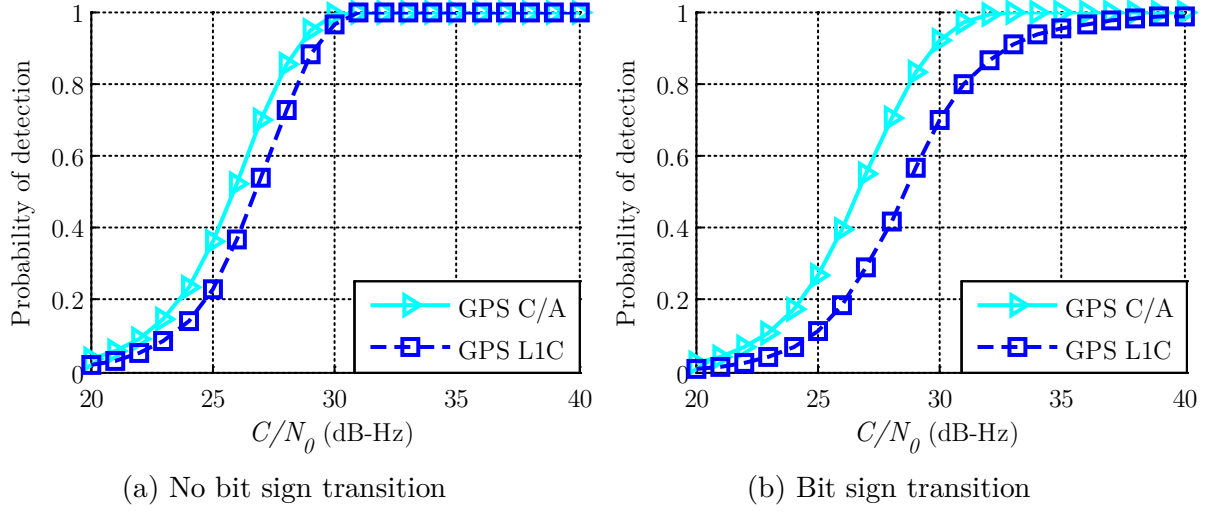 1
0.8
0.6
0.4
0.2
0
Probability of detection
20
25
30
35
40
C/N0 (dB-Hz)
GPS C/A
GPS L1C
(a) No bit sign transition
1
0.8
0.6
0.4
0.2
0
Probability of detection
20
25
30
35
40
C/N0 (dB-Hz)
GPS C/A
GPS L1C
(b) Bit sign transition